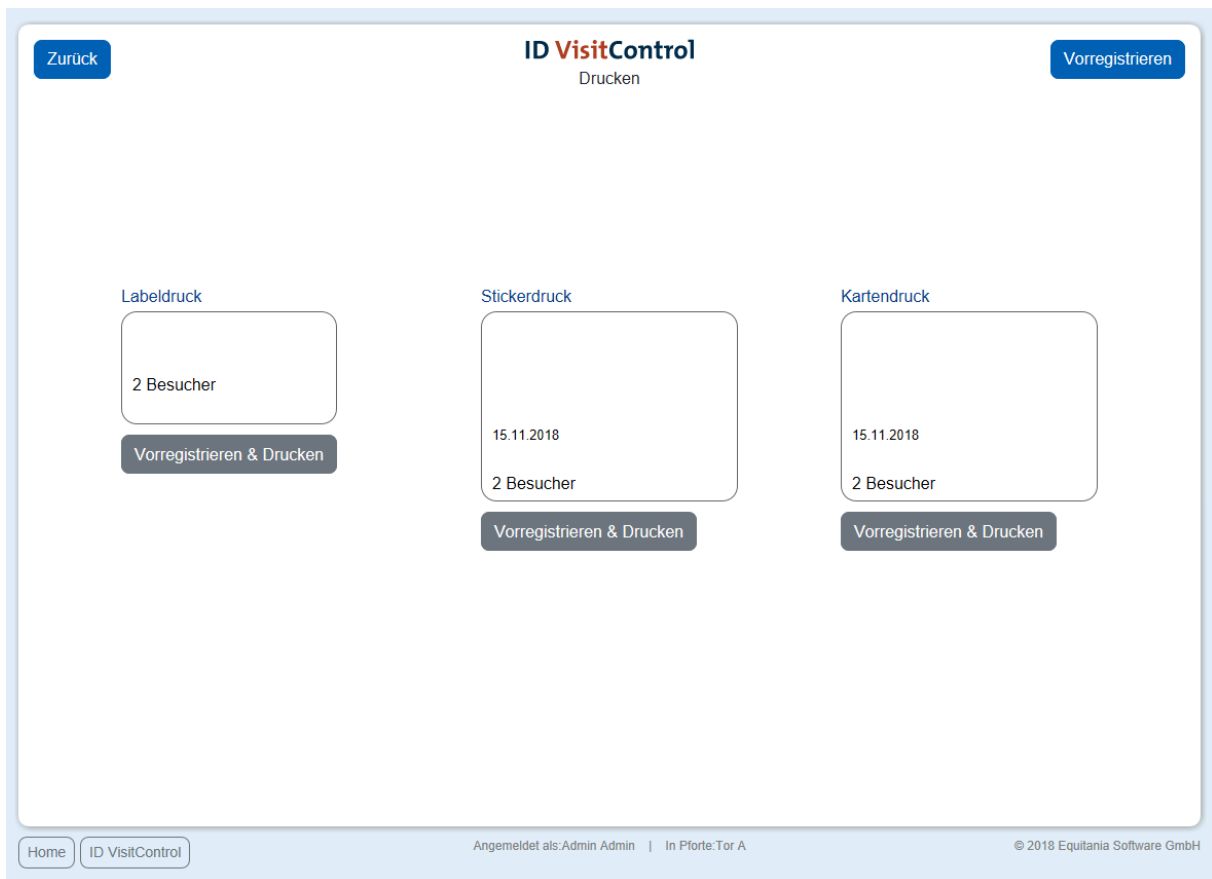 Zurück
ID VisitControl
Drucken
Vorregistrieren
Labeldruck
2 Besucher
Vorregistrieren & Drucken
Stickerdruck
15.11.2018
2 Besucher
Vorregistrieren & Drucken
Kartendruck
15.11.2018
2 Besucher
Vorregistrieren & Drucken
Home
ID VisitControl
Angemeldet als:Admin Admin | In Pforte:Tor A
© 2018 Equitania Software GmbH